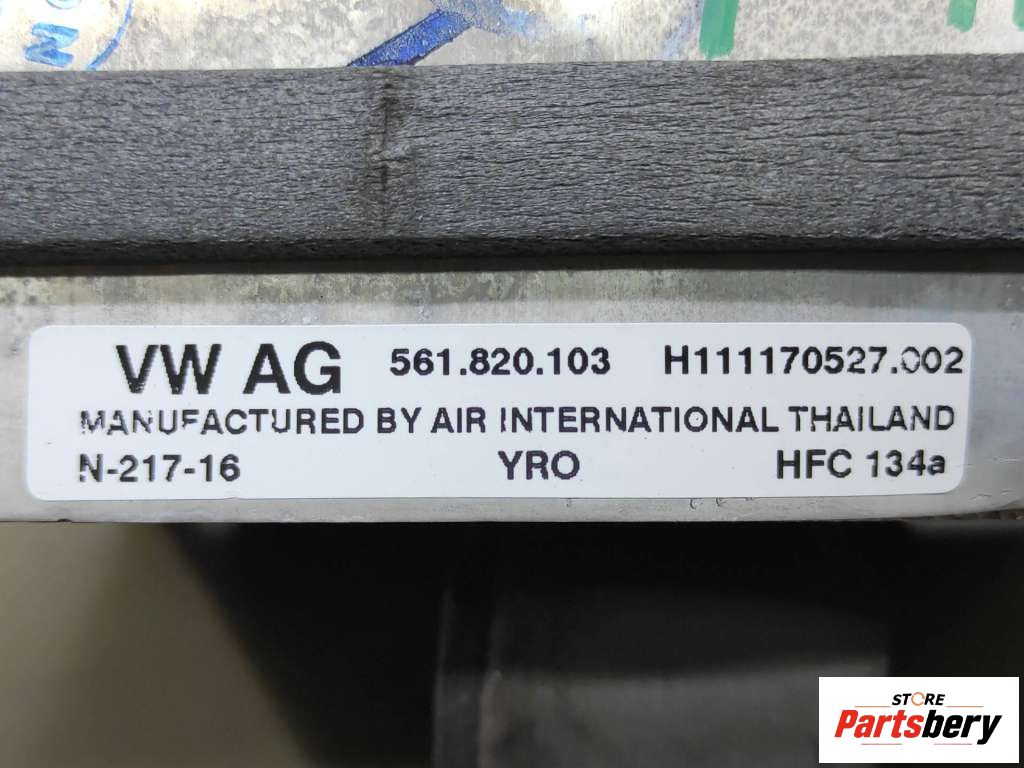 VW AG 561.820.103 H111170527.002
MANUFACTURED BY AIR INTERNATIONAL THAILAND
N-217-16 YRO HFC 134a
STORE
Partsbery